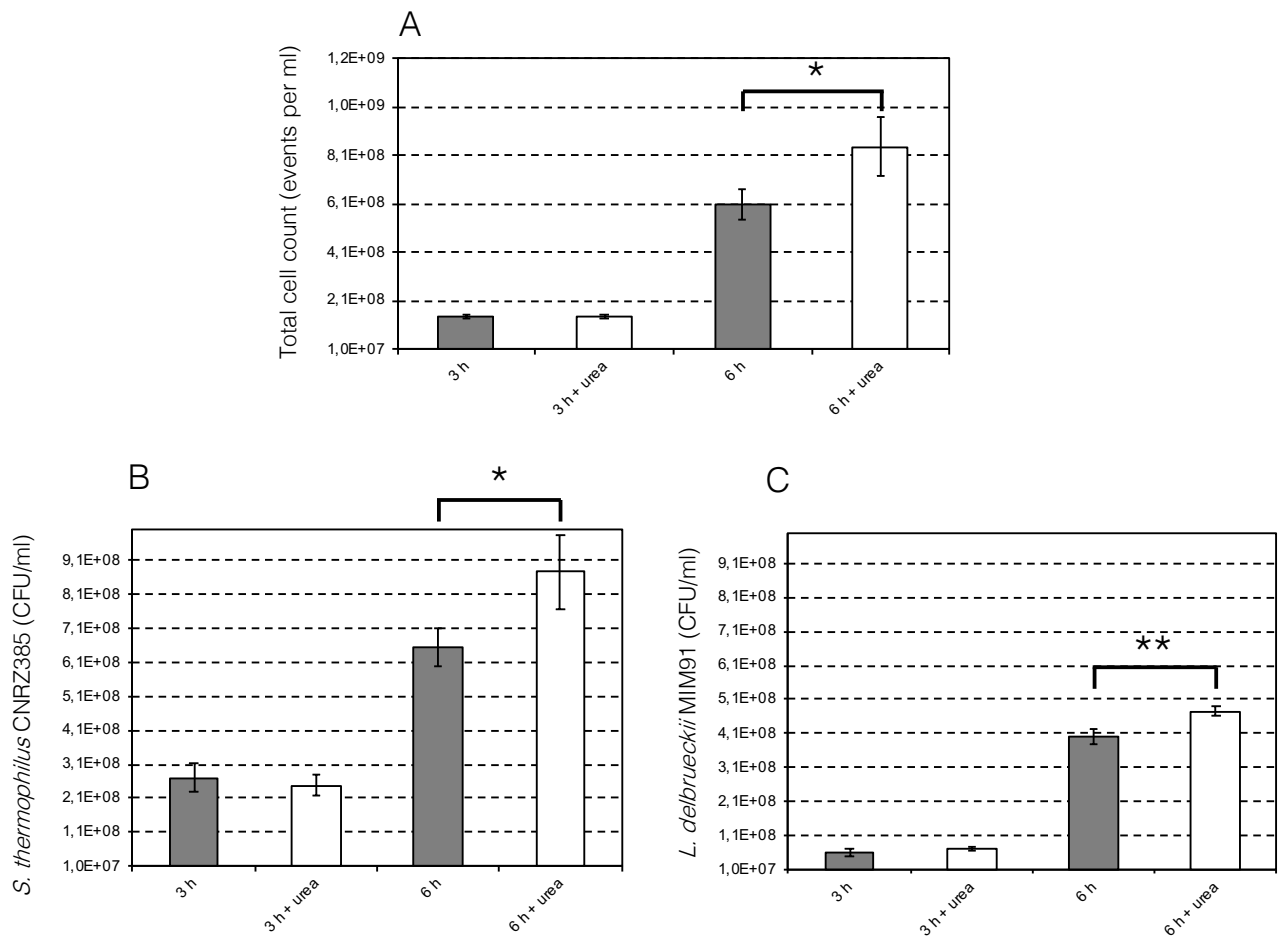 A
Total cell count (events per ml)
1,2E+09
1,0E+09
8,1E+08
6,1E+08
4,1E+08
2,1E+08
1,0E+07
*
3 h
3 h + urea
6 h
6 h + urea
B
S. thermophilus CNRZ385 (CFU/ml)
9,1E+08
8,1E+08
7,1E+08
6,1E+08
5,1E+08
4,1E+08
3,1E+08
2,1E+08
1,1E+08
1,0E+07
*
3 h
3 h + urea
6 h
6 h + urea
C
L. delbrueckii MIM91 (CFU/ml)
9,1E+08
8,1E+08
7,1E+08
6,1E+08
5,1E+08
4,1E+08
3,1E+08
2,1E+08
1,1E+08
1,0E+07
**
3 h
3 h + urea
6 h
6 h + urea